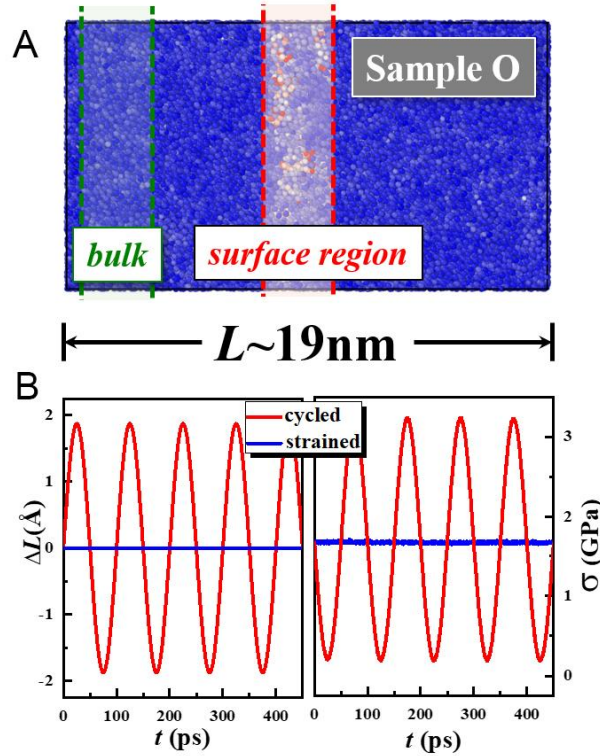 A
Sample O
bulk
surface region
L~19nm
B
cycled
strained
2
1
0
-1
-2
ΔL(Å)
0 100 200 300 400
t (ps)
3
2
1
0
σ (GPa)
0 100 200 300 400
t (ps)